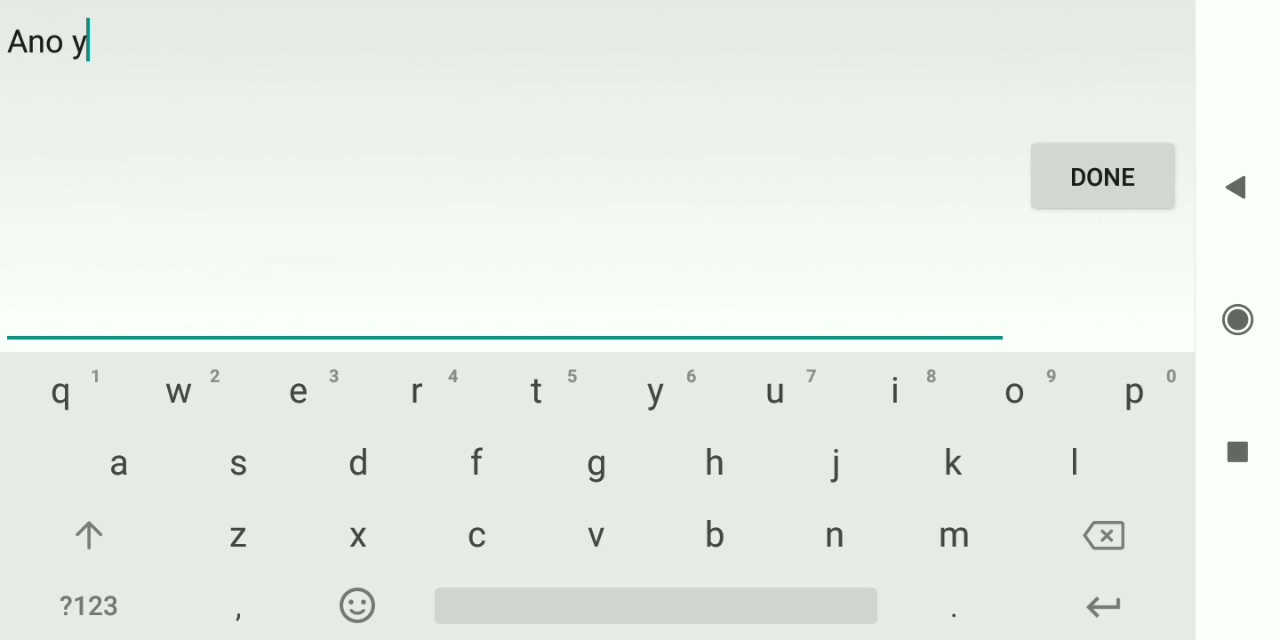 Ano y
DONE
q 1 w 2 e 3 r 4 t 5 y 6 u 7 i 8 o 9 p 0
a s d f g h j k l
z x c v b n m
?123 , .